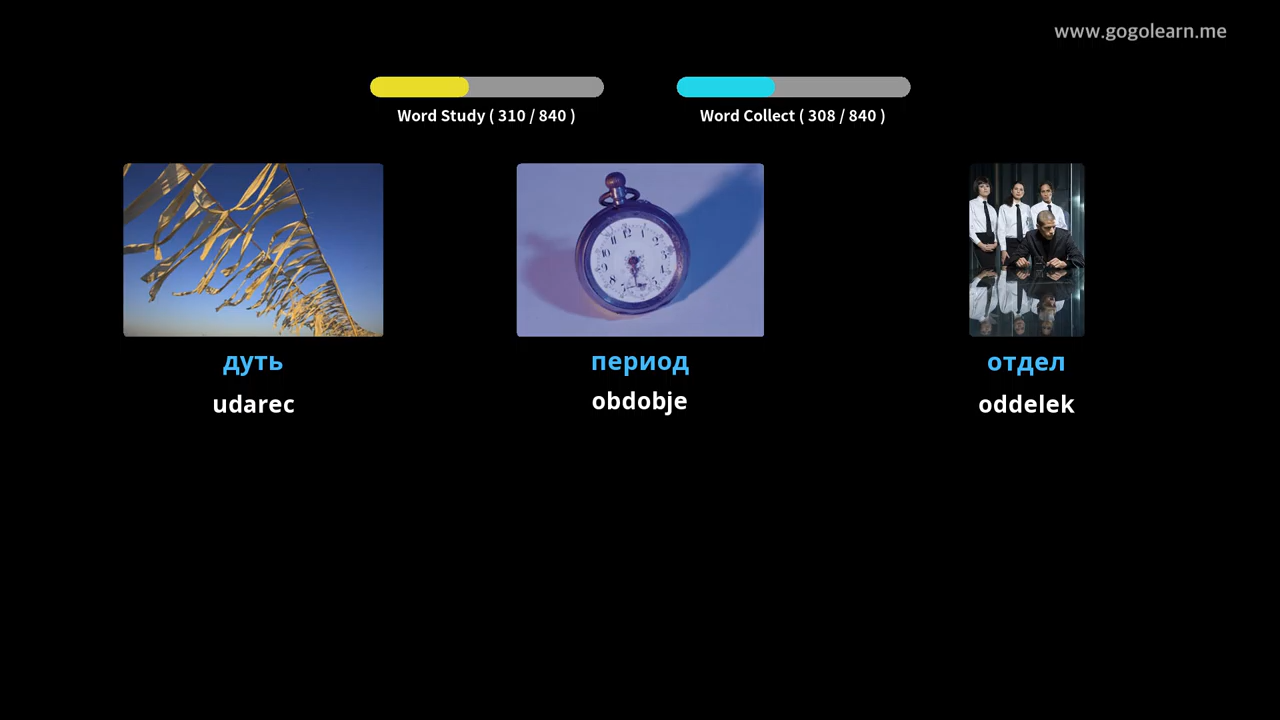 www.gogolearn.me
Word Study ( 310 / 840 )
Word Collect ( 308 / 840 )
дуть
период
отдел
udarec
obdobje
oddelek